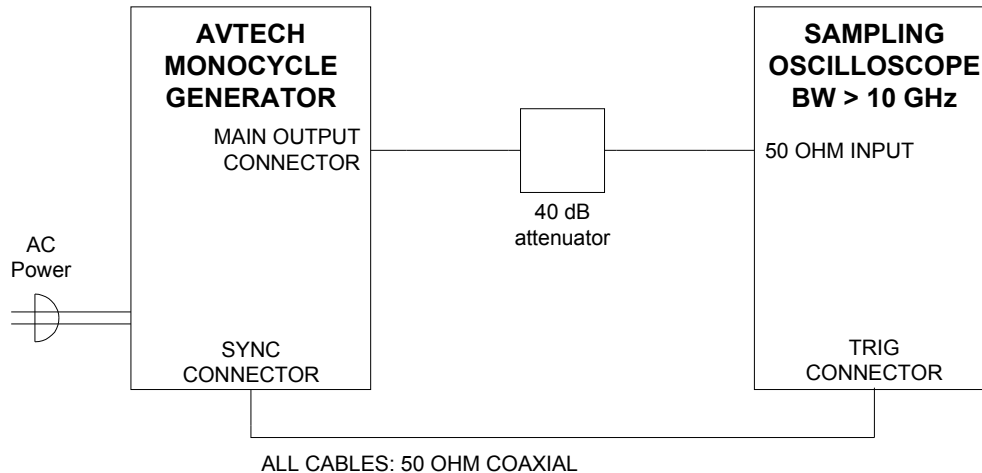 AVTECH
MONOCYCLE
GENERATOR
MAIN OUTPUT
CONNECTOR
SYNC
CONNECTOR
AC
Power
40 dB
attenuator
SAMPLING
OSCILLOSCOPE
BW > 10 GHz
50 OHM INPUT
TRIG
CONNECTOR
ALL CABLES: 50 OHM COAXIAL